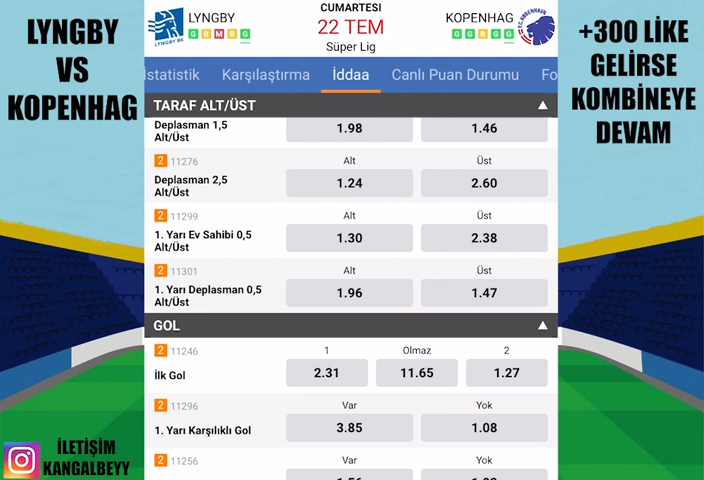 LYNGBY
VS
KOPENHAG
LYNGBY BK
LYNGBY
G B M B G
CUMARTESİ
22 TEM
Süper Lig
KOPENHAG
G G B G G
F.C. KØBENHAVN
+300 LİKE
GELİRSE
KOMBİNEYE
DEVAM
istatistik Karşılaştırma İddaa Canlı Puan Durumu Fo
TARAF ALT/ÜST
Deplasman 1,5
Alt/Üst
1.98 1.46
2 11276 Alt Üst
Deplasman 2,5
Alt/Üst
1.24 2.60
2 11299 Alt Üst
1. Yarı Ev Sahibi 0,5
Alt/Üst
1.30 2.38
2 11301 Alt Üst
1. Yarı Deplasman 0,5
Alt/Üst
1.96 1.47
GOL
2 11246 1 Olmaz 2
İlk Gol 2.31 11.65 1.27
2 11296 Var Yok
1. Yarı Karşılıklı Gol 3.85 1.08
2 11256 Var Yok
İLETİŞİM
KANGALBEYY